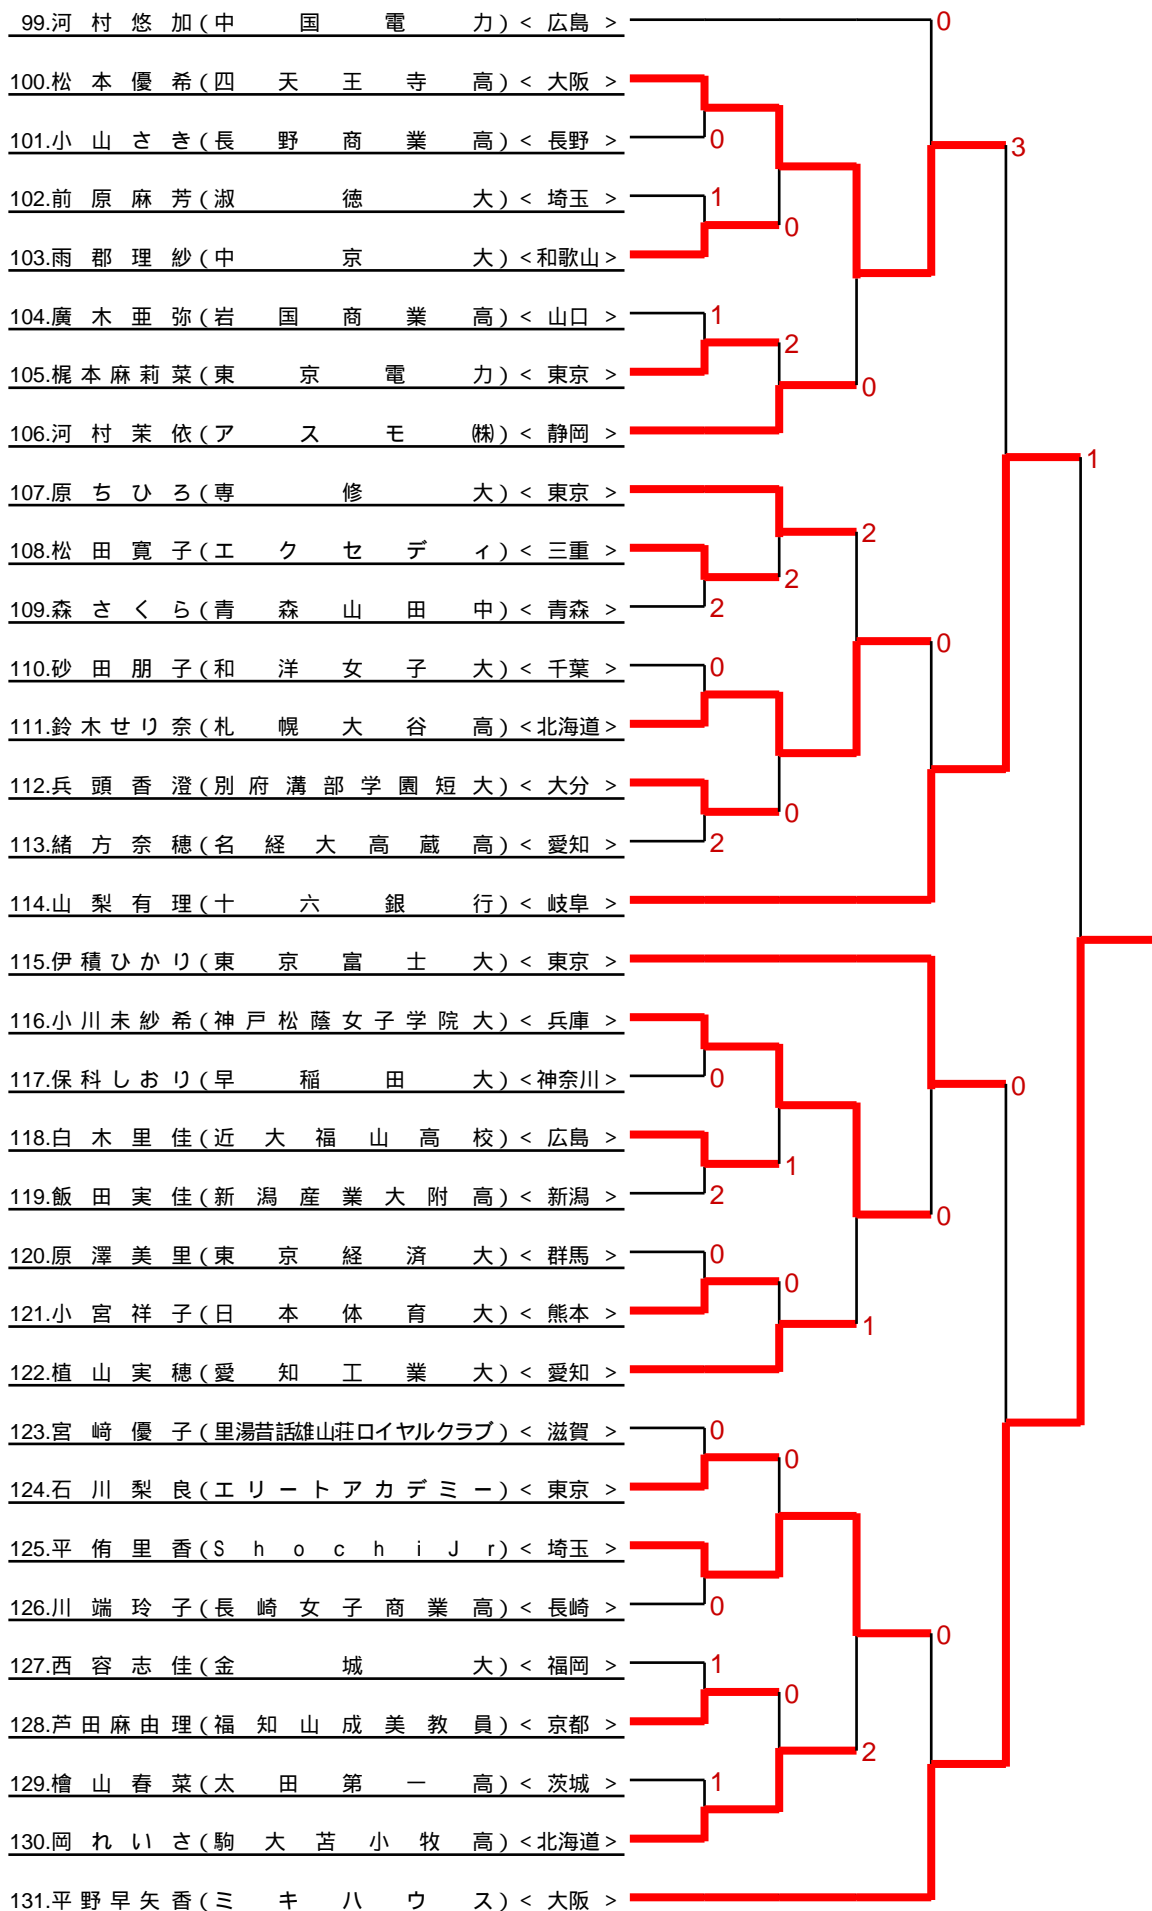 99.河村悠加(中国電力)< 広島 > 0
100.松本優希(四天王寺高)< 大阪 >
101.小山さき(長野商業高)< 長野 > 0 3
102.前原麻芳(淑徳大)< 埼玉 > 1
0
103.雨郡理紗(中京大)<和歌山>
104.廣木亜弥(岩国商業高)< 山口 > 1
2
105.梶本麻莉菜(東京電力)< 東京 > 0
106.河村茉依(アスモ㈱)< 静岡 >
1
107.原ちひろ(専修大)< 東京 >
2
108.松田寛子(エクセディ)< 三重 >
2
109.森さくら(青森山田中)< 青森 > 2
0
110.砂田朋子(和洋女子大)< 千葉 > 0
111.鈴木せり奈(札幌大谷高)<北海道>
112.兵頭香澄(別府溝部学園短大)< 大分 >
0
113.緒方奈穂(名経大高蔵高)< 愛知 > 2
114.山梨有理(十六銀行)< 岐阜 >
115.伊積ひかり(東京富士大)< 東京 >
116.小川未紗希(神戸松蔭女子学院大)< 兵庫 >
117.保科しおり(早稲田大)<神奈川> 0 0
118.白木里佳(近大福山高校)< 広島 >
1
119.飯田実佳(新潟産業大附高)< 新潟 > 2
0
120.原澤美里(東京経済大)< 群馬 > 0
0
121.小宮祥子(日本体育大)< 熊本 >
1
122.植山実穂(愛知工業大)< 愛知 >
123.宮﨑優子(里湯昔話雄山荘ロイヤルクラブ)< 滋賀 > 0
0
124.石川梨良(エリートアカデミー)< 東京 >
125.平侑里香(ShochiJr)< 埼玉 >
126.川端玲子(長崎女子商業高)< 長崎 > 0
0
127.西容志佳(金城大)< 福岡 > 1
0
128.芦田麻由理(福知山成美教員)< 京都 >
2
129.檜山春菜(太田第一高)< 茨城 > 1
130.岡れいさ(駒大苫小牧高)<北海道>
131.平野早矢香(ミキハウス)< 大阪 >